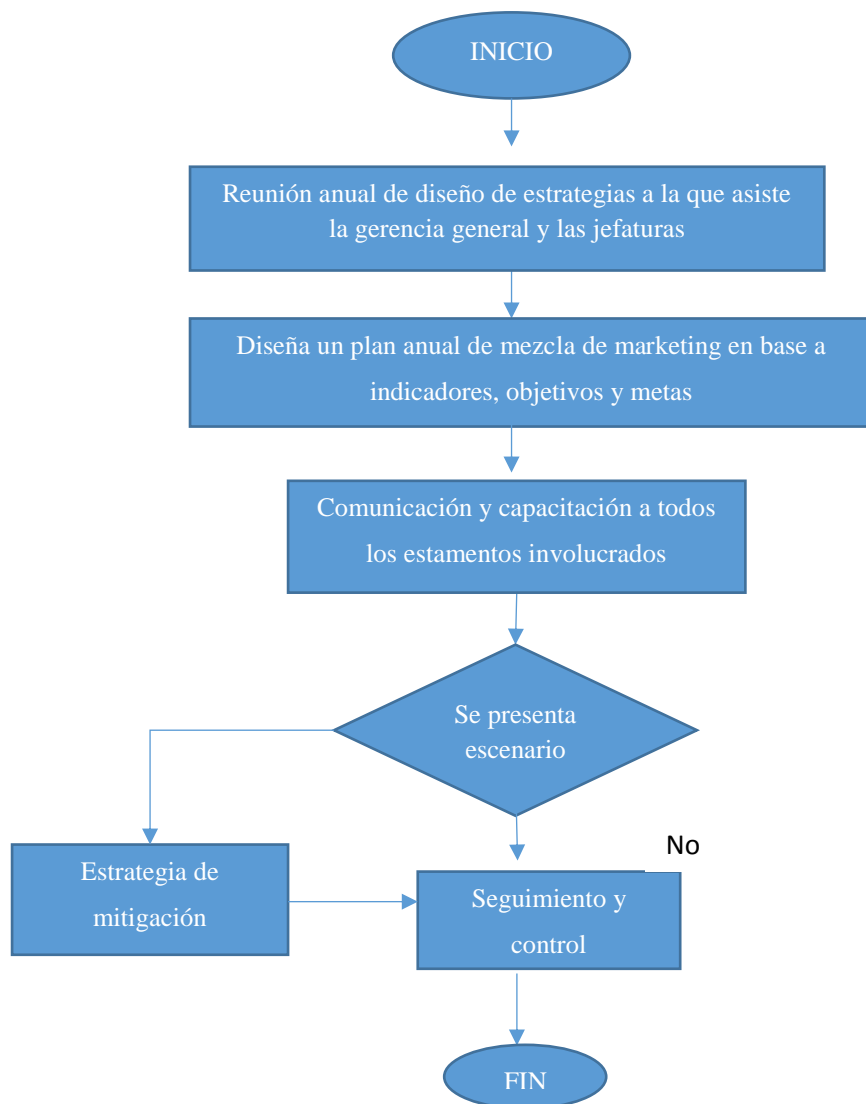 INICIO
Reunión anual de diseño de estrategias a la que asiste
la gerencia general y las jefaturas
Diseña un plan anual de mezcla de marketing en base a
indicadores, objetivos y metas
Comunicación y capacitación a todos
los estamentos involucrados
Se presenta
escenario
No
Estrategia de
mitigación
Seguimiento y
control
FIN